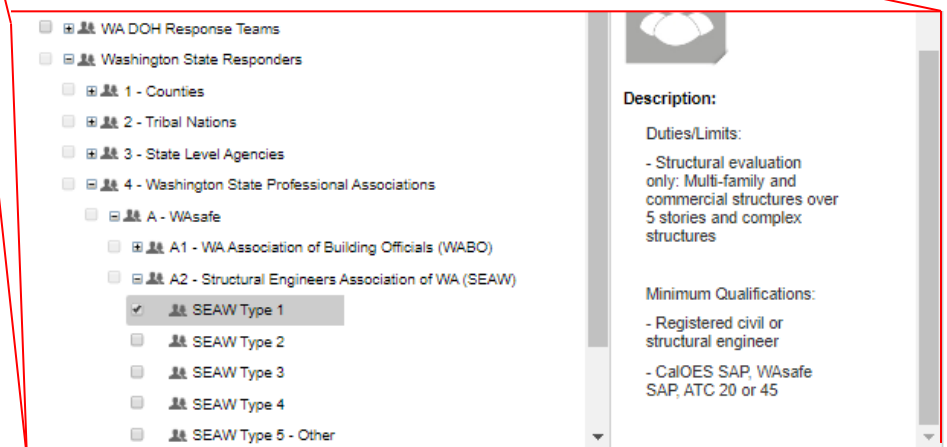 WA DOH Response Teams
Washington State Responders
1 - Counties
2 - Tribal Nations
3 - State Level Agencies
4 - Washington State Professional Associations
A - WAsafe
A1 - WA Association of Building Officials (WABO)
A2 - Structural Engineers Association of WA (SEAW)
SEAW Type 1
SEAW Type 2
SEAW Type 3
SEAW Type 4
SEAW Type 5 - Other
Description:
Duties/Limits:
- Structural evaluation
only: Multi-family and
commercial structures over
5 stories and complex
structures
Minimum Qualifications:
- Registered civil or
structural engineer
- CalOES SAP, WAsafe
SAP, ATC 20 or 45